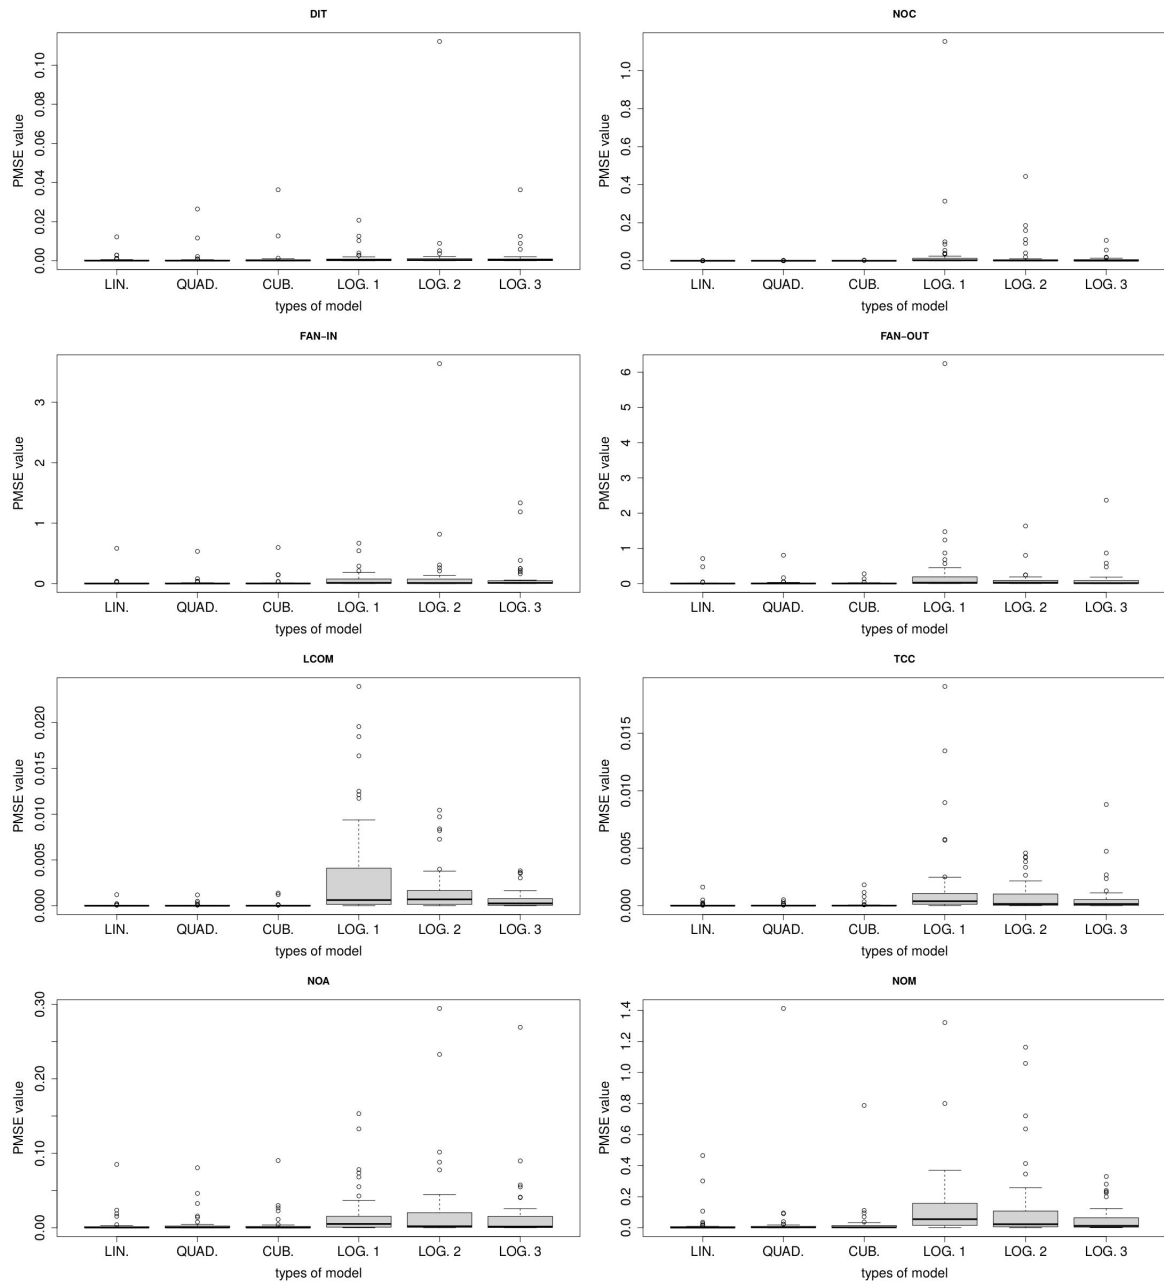 DIT
PMSE value
0.00 0.02 0.04 0.06 0.08 0.10
LIN. QUAD. CUB. LOG. 1 LOG. 2 LOG. 3
types of model
NOC
PMSE value
0.0 0.2 0.4 0.6 0.8 1.0
LIN. QUAD. CUB. LOG. 1 LOG. 2 LOG. 3
types of model
FAN-IN
PMSE value
0 1 2 3
LIN. QUAD. CUB. LOG. 1 LOG. 2 LOG. 3
types of model
FAN-OUT
PMSE value
0 1 2 3 4 5 6
LIN. QUAD. CUB. LOG. 1 LOG. 2 LOG. 3
types of model
LCOM
PMSE value
0.000 0.005 0.010 0.015 0.020
LIN. QUAD. CUB. LOG. 1 LOG. 2 LOG. 3
types of model
TCC
PMSE value
0.000 0.005 0.010 0.015
LIN. QUAD. CUB. LOG. 1 LOG. 2 LOG. 3
types of model
NOA
PMSE value
0.00 0.10 0.20 0.30
LIN. QUAD. CUB. LOG. 1 LOG. 2 LOG. 3
types of model
NOM
PMSE value
0.0 0.2 0.4 0.6 0.8 1.0 1.2 1.4
LIN. QUAD. CUB. LOG. 1 LOG. 2 LOG. 3
types of model